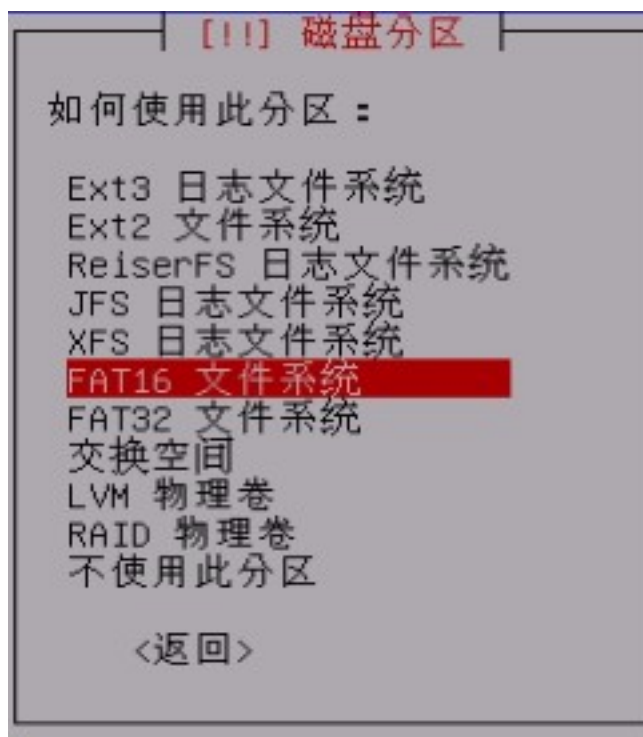 [!!] 磁盘分区
如何使用此分区：
Ext3 日志文件系统
Ext2 文件系统
ReiserFS 日志文件系统
JFS 日志文件系统
XFS 日志文件系统
FAT16 文件系统
FAT32 文件系统
交换空间
LVM 物理卷
RAID 物理卷
不使用此分区
<返回>